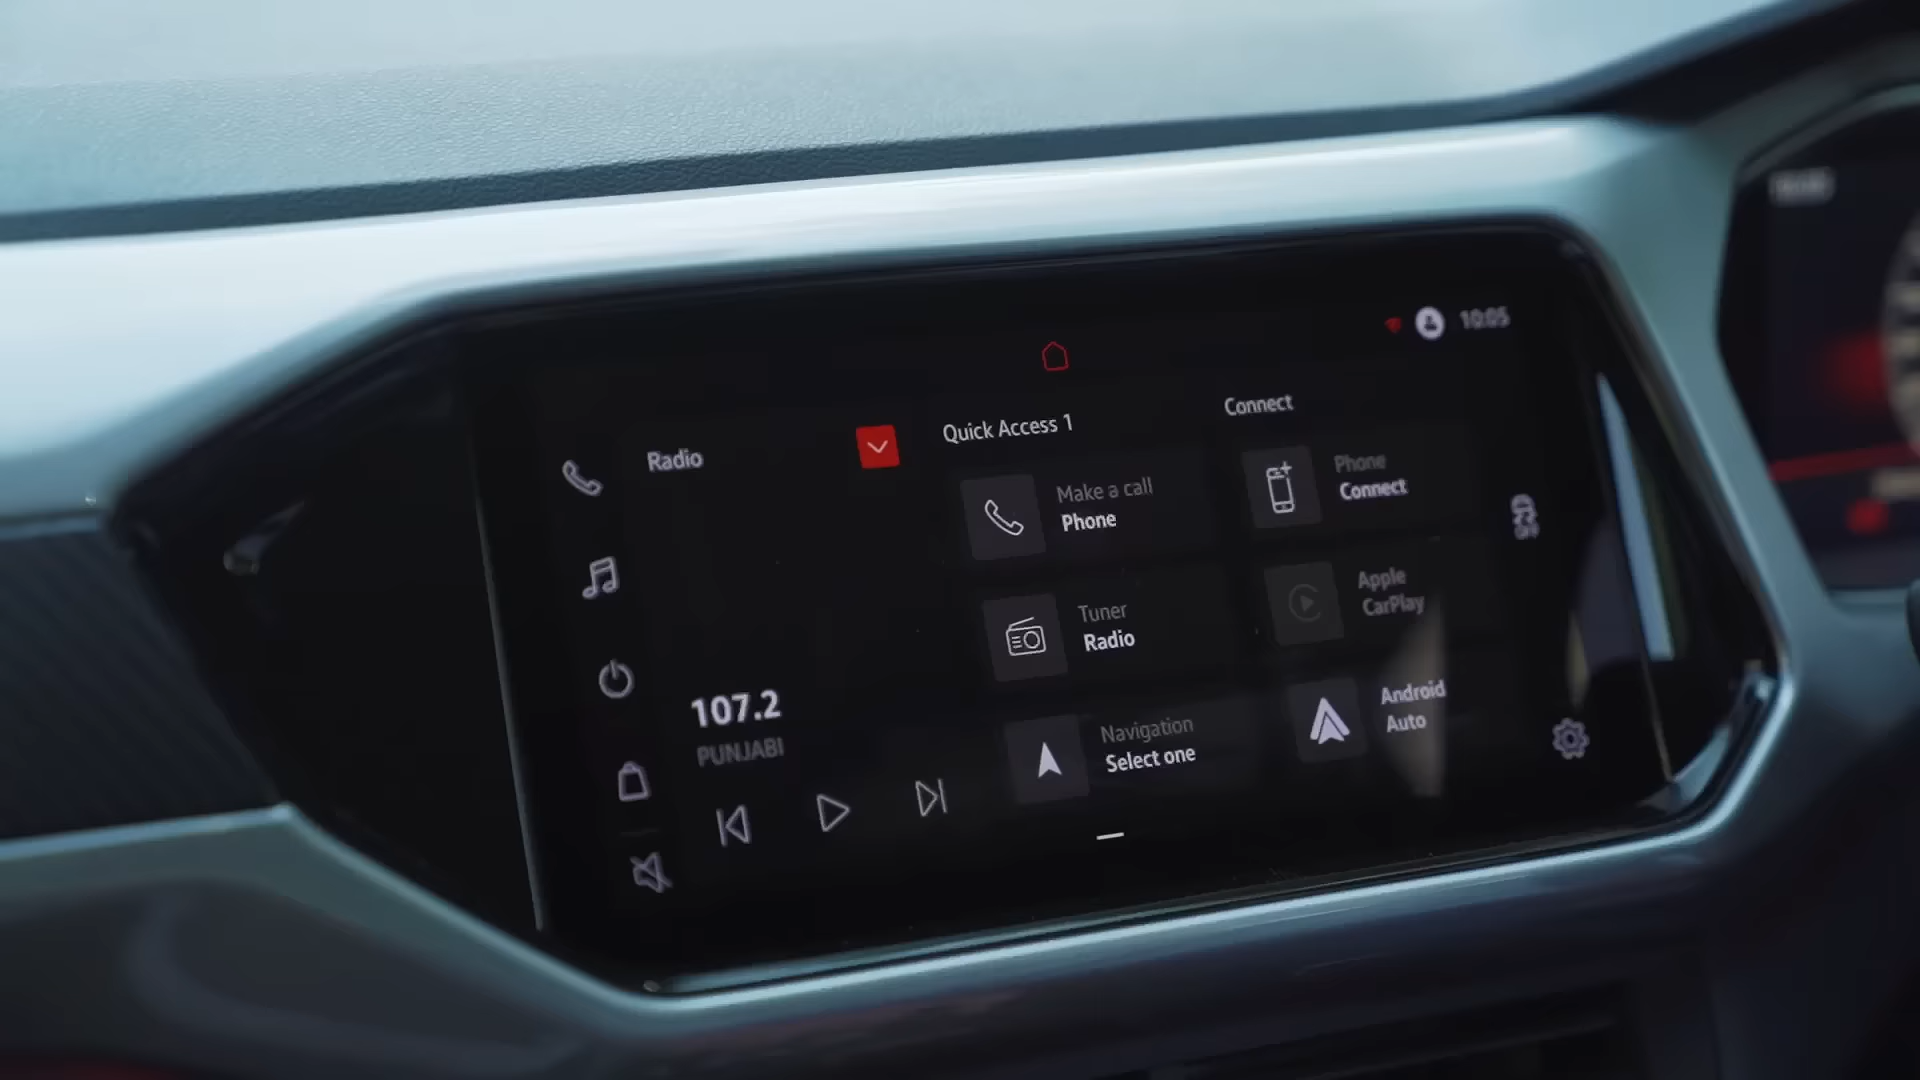 10:05
Radio
107.2
PUNJABI
Quick Access 1
Make a call
Phone
Tuner
Radio
Navigation
Select one
Connect
Phone
Connect
Apple
CarPlay
Android
Auto